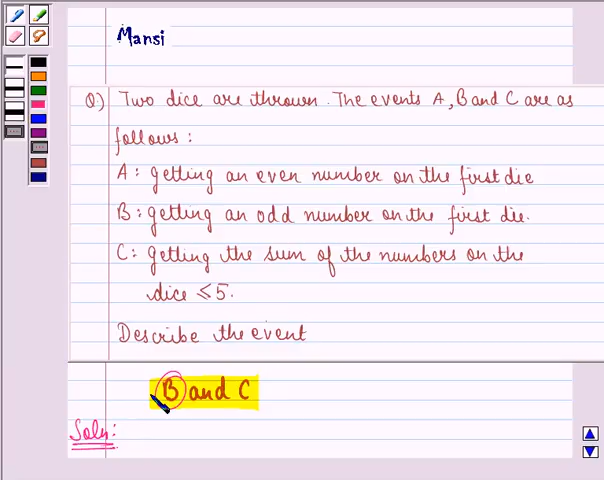 Mansi
Q) Two dice are thrown. The events A, B and C are as
follows:
A: getting an even number on the first die
B: getting an odd number on the first die.
C: getting the sum of the numbers on the
dice ≤ 5.
Describe the event
B and C
Soln: